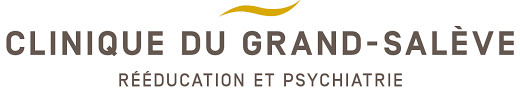 CLINIQUE DU GRAND-SALÈVE
RÉÉDUCATION ET PSYCHIATRIE